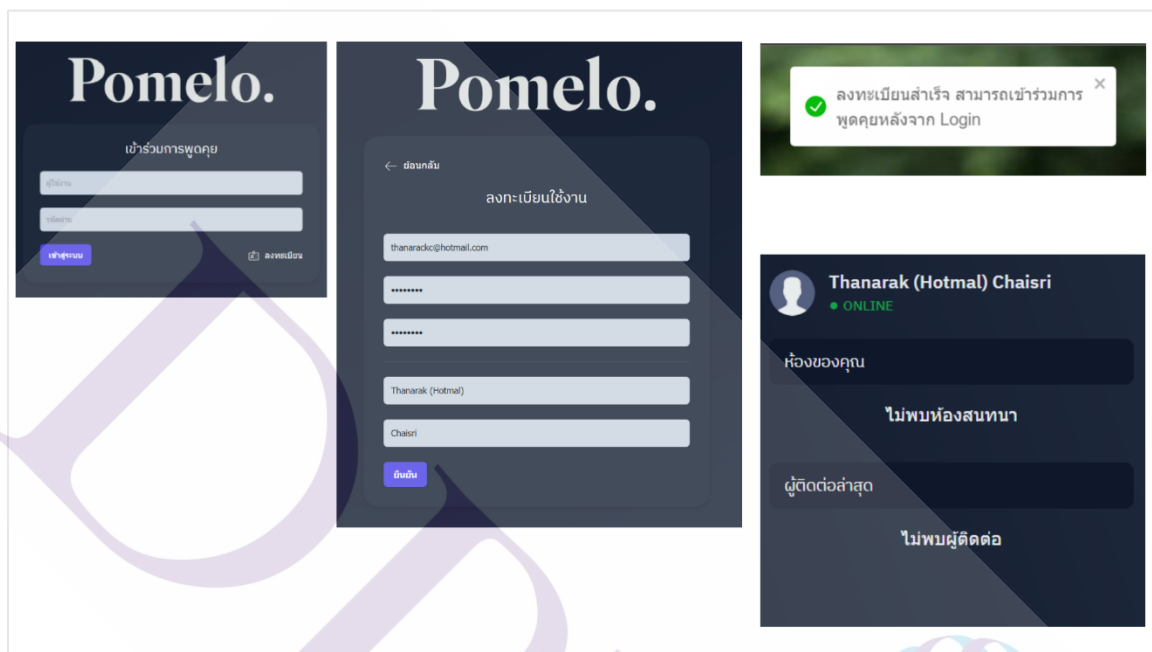 Pomelo.
เข้าร่วมการพูดคุย
ผู้ใช้งาน
รหัสผ่าน
เข้าสู่ระบบ
ลงทะเบียน
Pomelo.
← ย้อนกลับ
ลงทะเบียนใช้งาน
thanarackc@hotmail.com
••••••••
••••••••
Thanarak (Hotmal)
Chaisri
ยืนยัน
ลงทะเบียนสำเร็จ สามารถเข้าร่วมการ
พูดคุยหลังจาก Login
Thanarak (Hotmal) Chaisri
ONLINE
ห้องของคุณ
ไม่พบห้องสนทนา
ผู้ติดต่อล่าสุด
ไม่พบผู้ติดต่อ